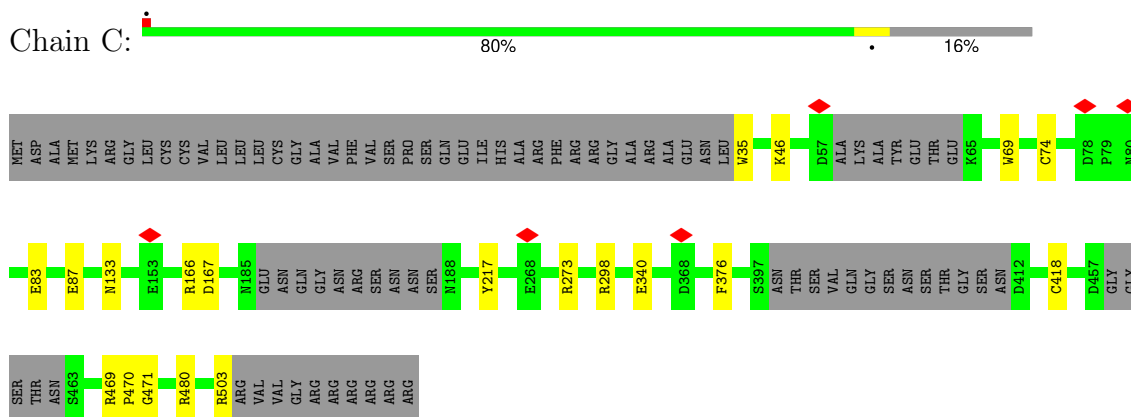 •
Chain C:
80%
•
16%
MET ASP ALA MET LYS ARG GLY LEU CYS CYS VAL LEU LEU LEU CYS GLY ALA VAL PHE VAL SER PRO SER GLN GLU ILE HIS ALA ARG PHE ARG ARG GLY ALA ARG ALA GLU ASN LEU W35 K46 D57 ALA LYS ALA TYR GLU THR GLU K65 W69 C74 D78 P79 N80
E83 E87 N133 E153 R166 D167 N185 GLU ASN GLN GLY ASN ARG SER ASN ASN SER N188 Y217 E268 R273 R298 E340 D368 F376 S397 ASN THR SER VAL GLN GLY SER ASN SER THR GLY SER ASN D412 C418 D457 GLY GLY
SER THR ASN S463 R469 P470 G471 R480 R503 ARG VAL VAL GLY ARG ARG ARG ARG ARG ARG